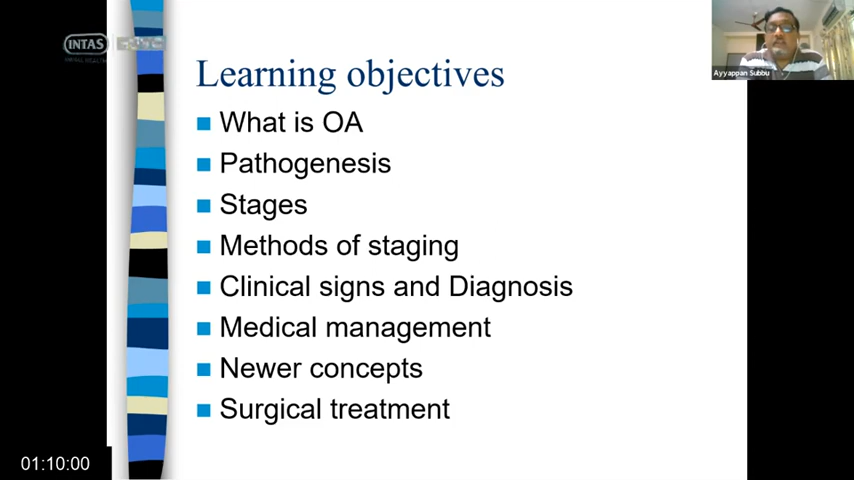 INTAS
Ayyappan Subbu
Learning objectives
What is OA
Pathogenesis
Stages
Methods of staging
Clinical signs and Diagnosis
Medical management
Newer concepts
Surgical treatment
01:10:00